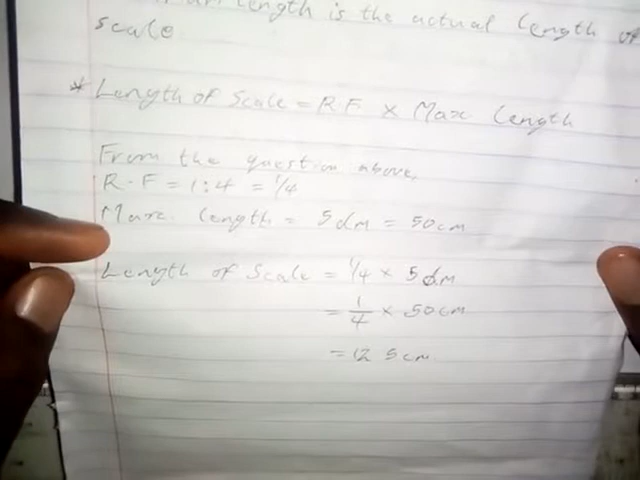 length is the actual length of
scale
* Length of Scale = R.F × Max length
From the question above,
R.F = 1:4 = 1/4
Max. length = 5dm = 50cm
Length of Scale = 1/4 × 5dm
= 1/4 × 50cm
= 12 5cm